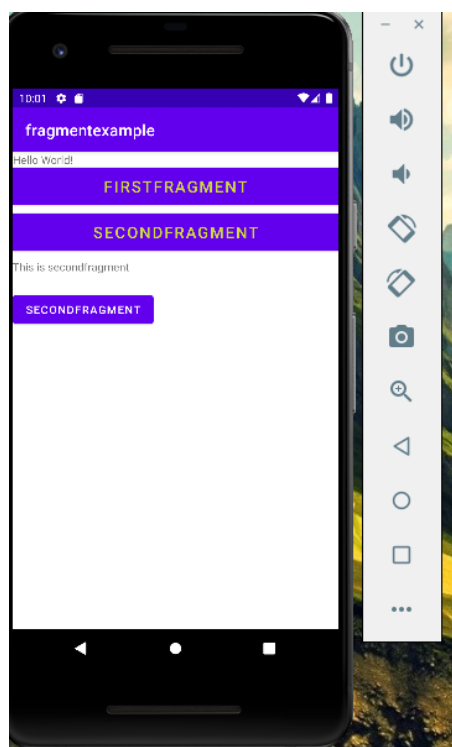 10:01
fragmentexample
Hello World!
FIRSTFRAGMENT
SECONDFRAGMENT
This is secondfragment
SECONDFRAGMENT